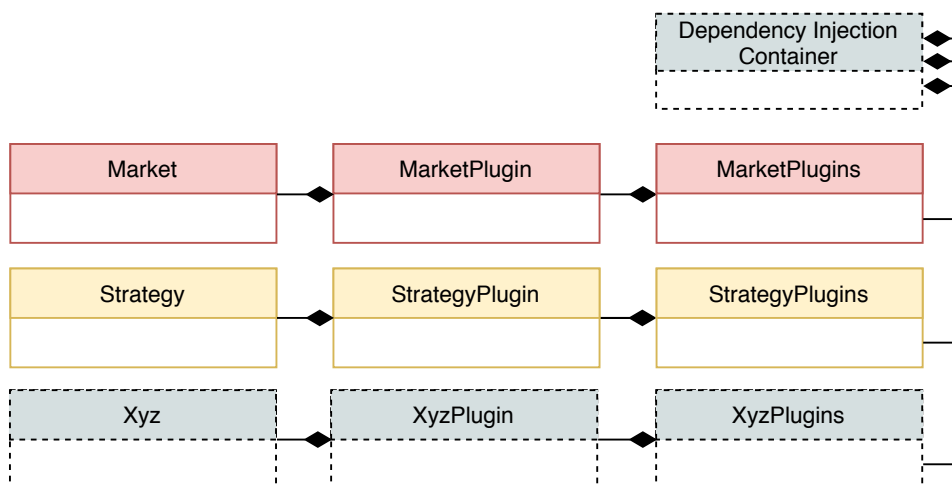 Dependency Injection
Container
Market
MarketPlugin
MarketPlugins
Strategy
StrategyPlugin
StrategyPlugins
Xyz
XyzPlugin
XyzPlugins